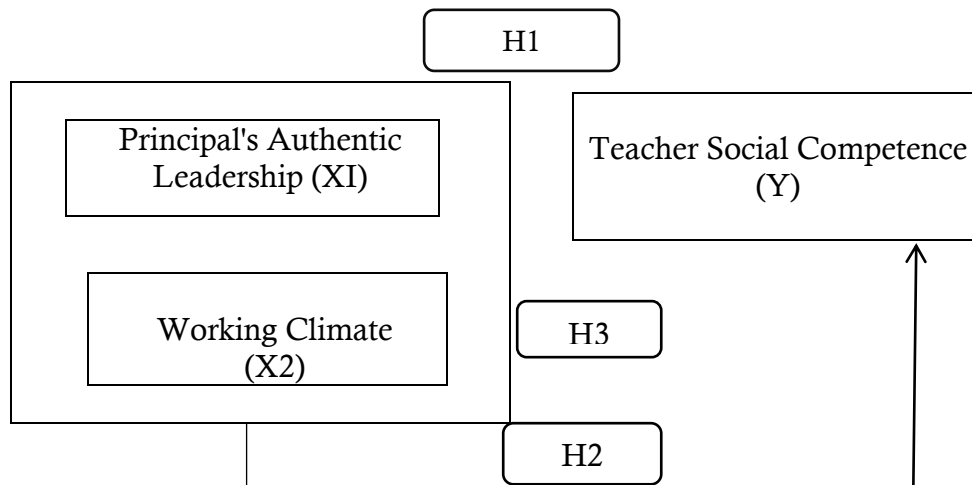 H1
Principal's Authentic
Leadership (XI)
Teacher Social Competence
(Y)
Working Climate
(X2)
H3
H2